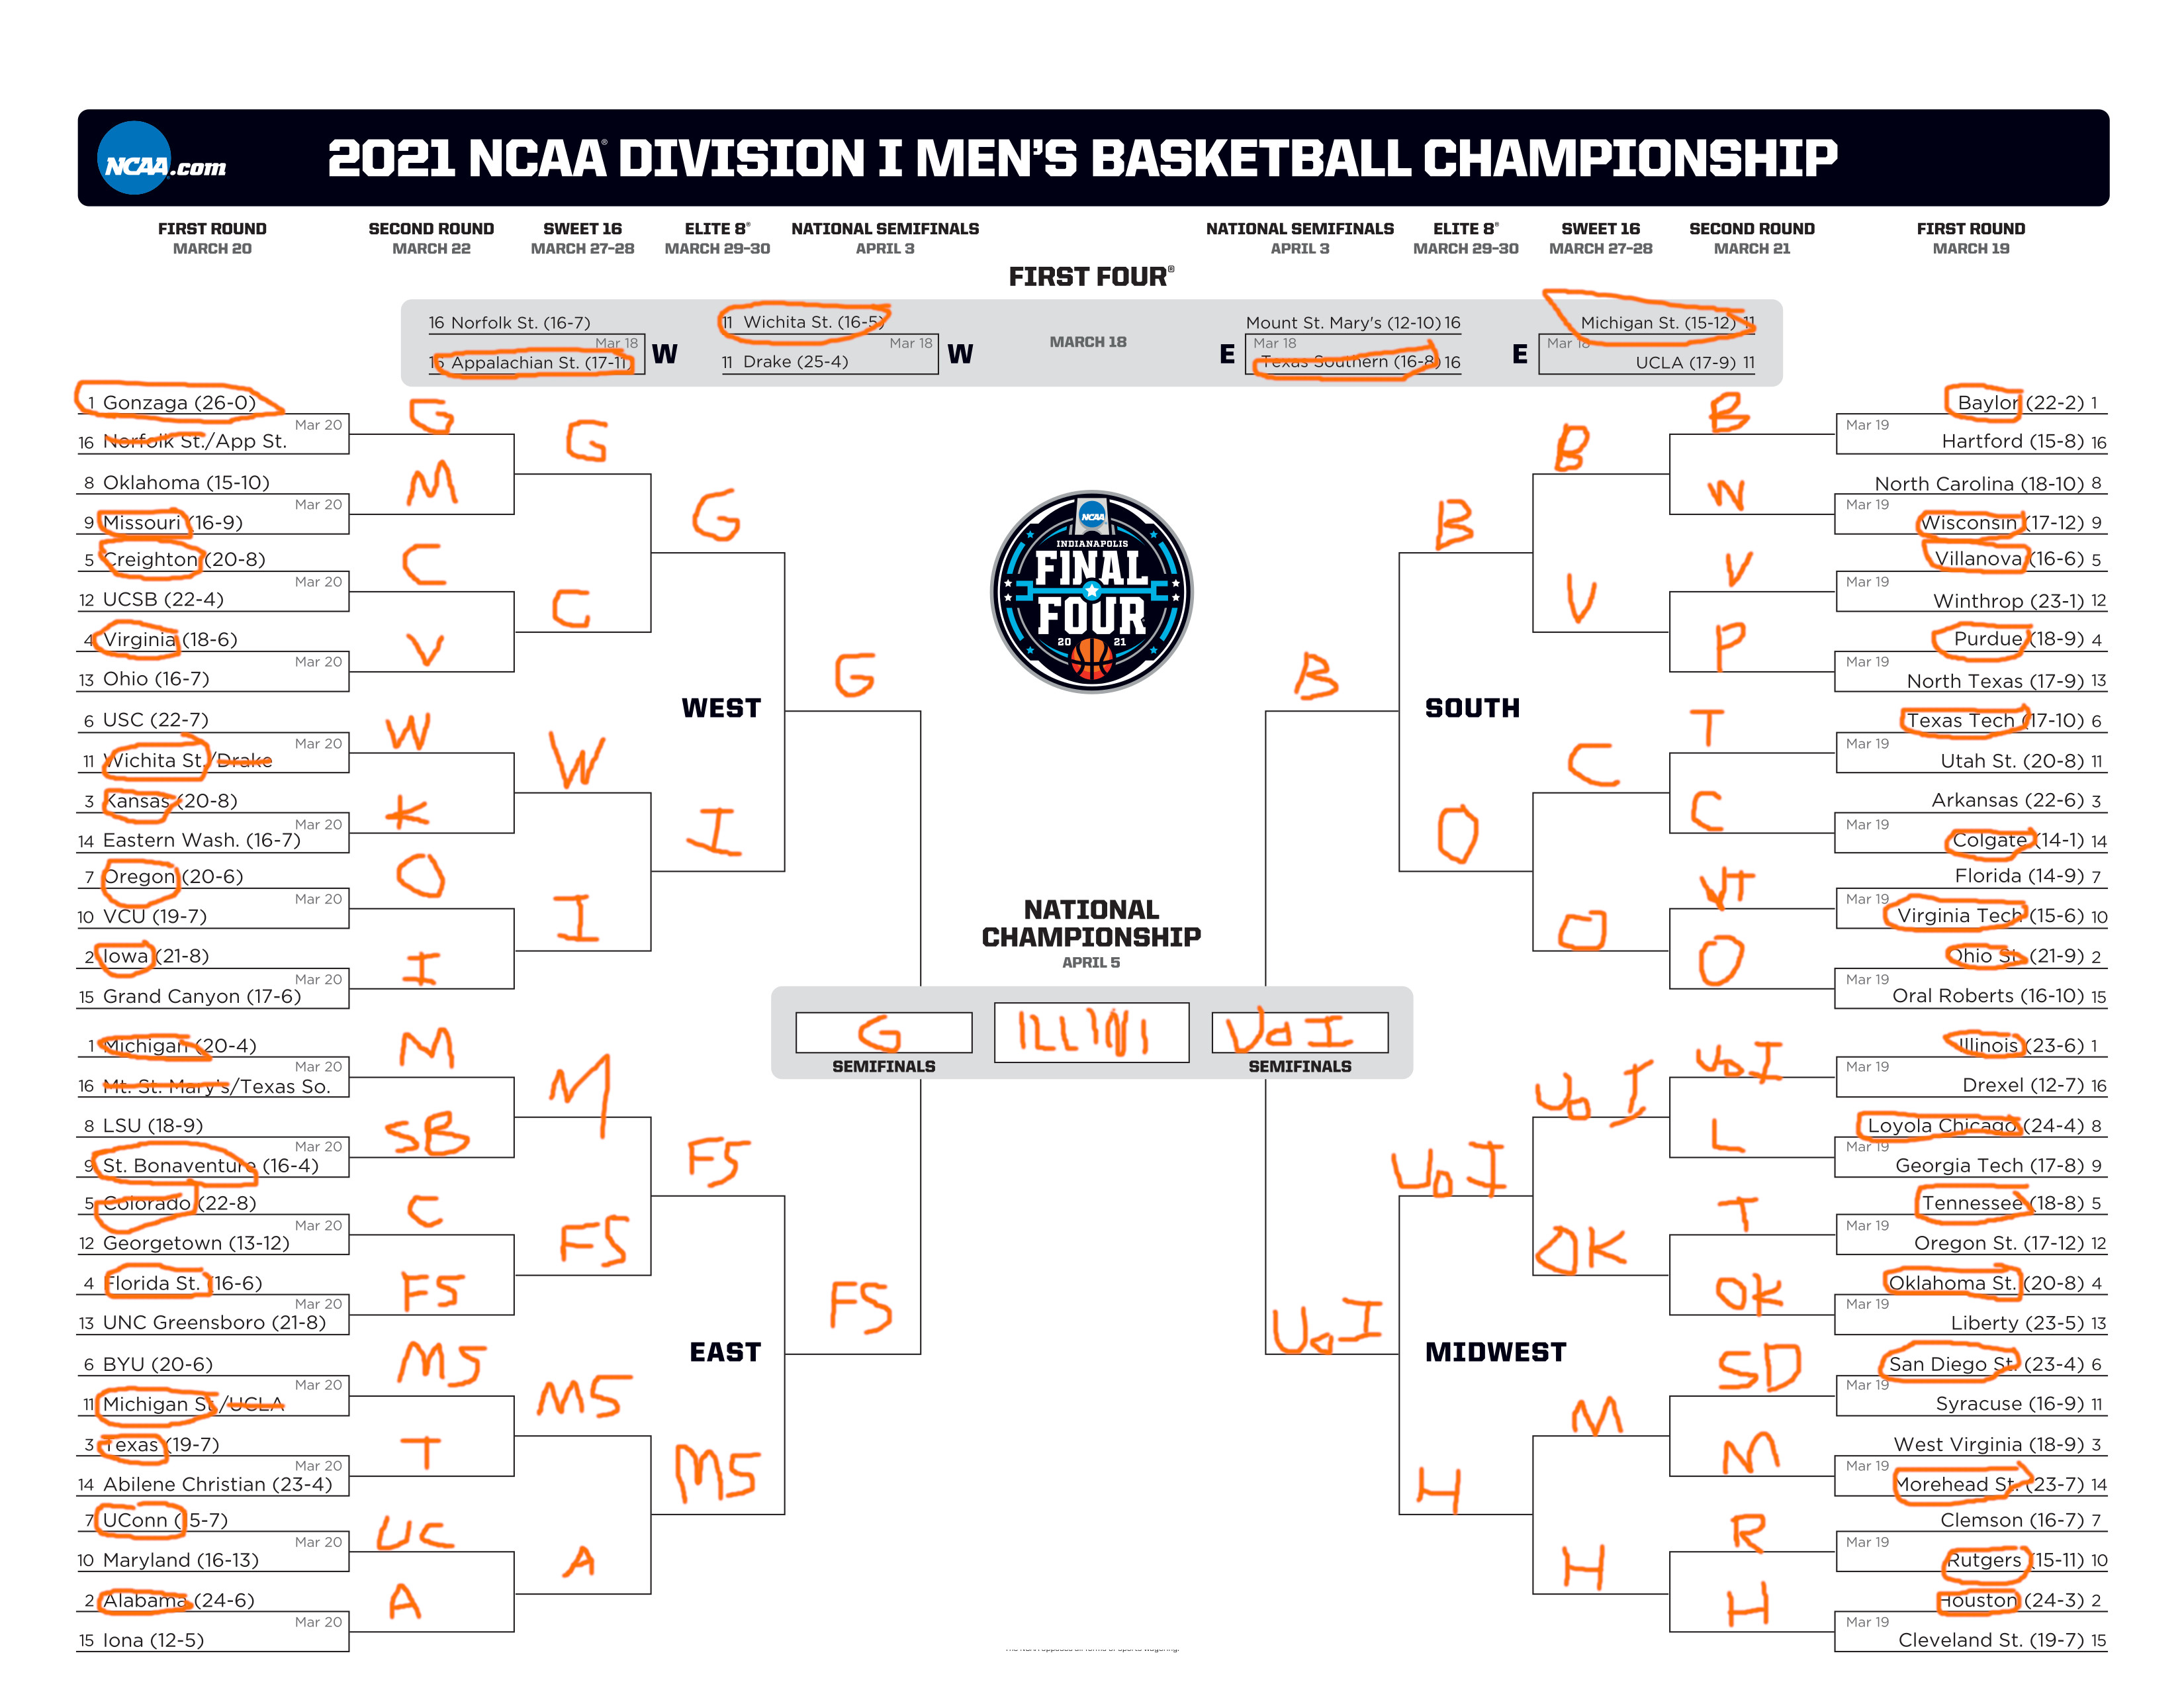 NCAA.com
2021 NCAA® DIVISION I MEN'S BASKETBALL CHAMPIONSHIP
FIRST ROUND SECOND ROUND SWEET 16 ELITE 8® NATIONAL SEMIFINALS NATIONAL SEMIFINALS ELITE 8® SWEET 16 SECOND ROUND FIRST ROUND
MARCH 20 MARCH 22 MARCH 27-28 MARCH 29-30 APRIL 3 APRIL 3 MARCH 29-30 MARCH 27-28 MARCH 21 MARCH 19
FIRST FOUR®
16 Norfolk St. (16-7)
Mar 18
Appalachian St. (17-11)
W
11 Wichita St. (16-5)
Mar 18
11 Drake (25-4)
W
MARCH 18
Mount St. Mary's (12-10) 16
E
Mar 18
Texas Southern (16-8) 16
Michigan St. (15-12) 11
E
Mar 18
UCLA (17-9) 11
1 Gonzaga (26-0)
Mar 20
16 Norfolk St./App St.
8 Oklahoma (15-10)
Mar 20
9 Missouri (16-9)
5 Creighton (20-8)
Mar 20
12 UCSB (22-4)
4 Virginia (18-6)
Mar 20
13 Ohio (16-7)
6 USC (22-7)
Mar 20
11 Wichita St./Drake
3 Kansas (20-8)
Mar 20
14 Eastern Wash. (16-7)
7 Oregon (20-6)
Mar 20
10 VCU (19-7)
2 Iowa (21-8)
Mar 20
15 Grand Canyon (17-6)
G
M
C
V
W
K
O
I
G
C
W
I
G
I
WEST
G
1 Michigan (20-4)
Mar 20
16 Mt. St. Mary's/Texas So.
8 LSU (18-9)
Mar 20
9 St. Bonaventure (16-4)
5 Colorado (22-8)
Mar 20
12 Georgetown (13-12)
4 Florida St. (16-6)
Mar 20
13 UNC Greensboro (21-8)
6 BYU (20-6)
Mar 20
11 Michigan St./UCLA
3 Texas (19-7)
Mar 20
14 Abilene Christian (23-4)
7 UConn (15-7)
Mar 20
10 Maryland (16-13)
2 Alabama (24-6)
Mar 20
15 Iona (12-5)
M
SB
C
FS
MS
T
UC
A
M
FS
MS
A
FS
MS
EAST
FS
NCAA
INDIANAPOLIS
FINAL
FOUR
20 21
NATIONAL
CHAMPIONSHIP
APRIL 5
G ILLINI UoI
SEMIFINALS SEMIFINALS
Baylor (22-2) 1
Mar 19
Hartford (15-8) 16
North Carolina (18-10) 8
Mar 19
Wisconsin (17-12) 9
Villanova (16-6) 5
Mar 19
Winthrop (23-1) 12
Purdue (18-9) 4
Mar 19
North Texas (17-9) 13
Texas Tech (17-10) 6
Mar 19
Utah St. (20-8) 11
Arkansas (22-6) 3
Mar 19
Colgate (14-1) 14
Florida (14-9) 7
Mar 19
Virginia Tech (15-6) 10
Ohio St. (21-9) 2
Mar 19
Oral Roberts (16-10) 15
B
W
V
P
T
C
VT
O
B
V
C
O
B
O
SOUTH
B
Illinois (23-6) 1
Mar 19
Drexel (12-7) 16
Loyola Chicago (24-4) 8
Mar 19
Georgia Tech (17-8) 9
Tennessee (18-8) 5
Mar 19
Oregon St. (17-12) 12
Oklahoma St. (20-8) 4
Mar 19
Liberty (23-5) 13
San Diego St. (23-4) 6
Mar 19
Syracuse (16-9) 11
West Virginia (18-9) 3
Mar 19
Morehead St. (23-7) 14
Clemson (16-7) 7
Mar 19
Rutgers (15-11) 10
Houston (24-3) 2
Mar 19
Cleveland St. (19-7) 15
UoI
L
T
OK
SD
M
R
H
UoI
OK
M
H
UoI
H
MIDWEST
UoI